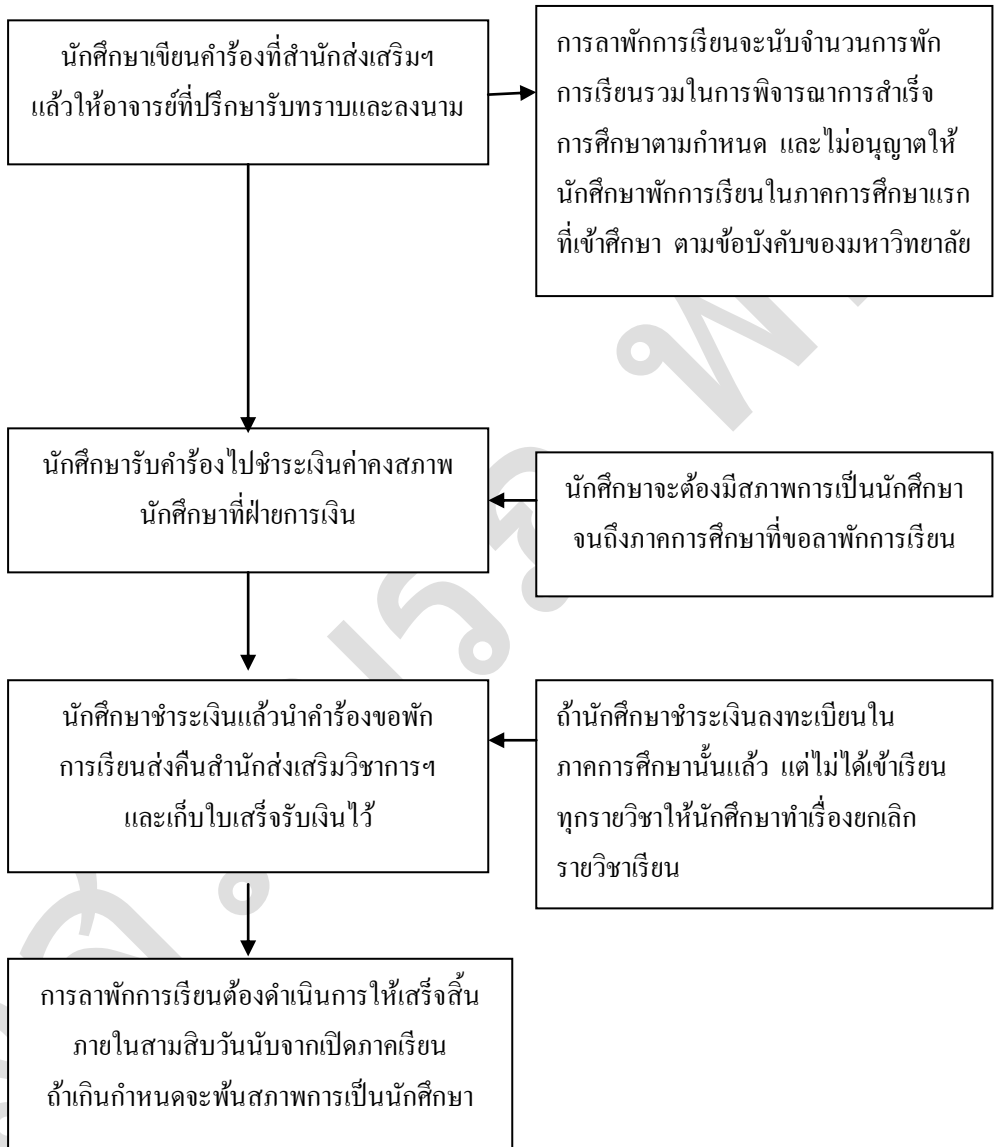 นักศึกษาเขียนคำร้องที่สำนักส่งเสริมฯ
แล้วให้อาจารย์ที่ปรึกษารับทราบและลงนาม
การลาพักการเรียนจะนับจำนวนการพัก
การเรียนรวมในการพิจารณาการสำเร็จ
การศึกษาตามกำหนด และไม่อนุญาตให้
นักศึกษาพักการเรียนในภาคการศึกษาแรก
ที่เข้าศึกษา ตามข้อบังคับของมหาวิทยาลัย
นักศึกษารับคำร้องไปชำระเงินค่าคงสภาพ
นักศึกษาที่ฝ่ายการเงิน
นักศึกษาจะต้องมีสภาพการเป็นนักศึกษา
จนถึงภาคการศึกษาที่ขอลาพักการเรียน
นักศึกษาชำระเงินแล้วนำคำร้องขอพัก
การเรียนส่งคืนสำนักส่งเสริมวิชาการฯ
และเก็บใบเสร็จรับเงินไว้
ถ้านักศึกษาชำระเงินลงทะเบียนใน
ภาคการศึกษานั้นแล้ว แต่ไม่ได้เข้าเรียน
ทุกรายวิชาให้นักศึกษาทำเรื่องยกเลิก
รายวิชาเรียน
การลาพักการเรียนต้องดำเนินการให้เสร็จสิ้น
ภายในสามสิบวันนับจากเปิดภาคเรียน
ถ้าเกินกำหนดจะพ้นสภาพการเป็นนักศึกษา